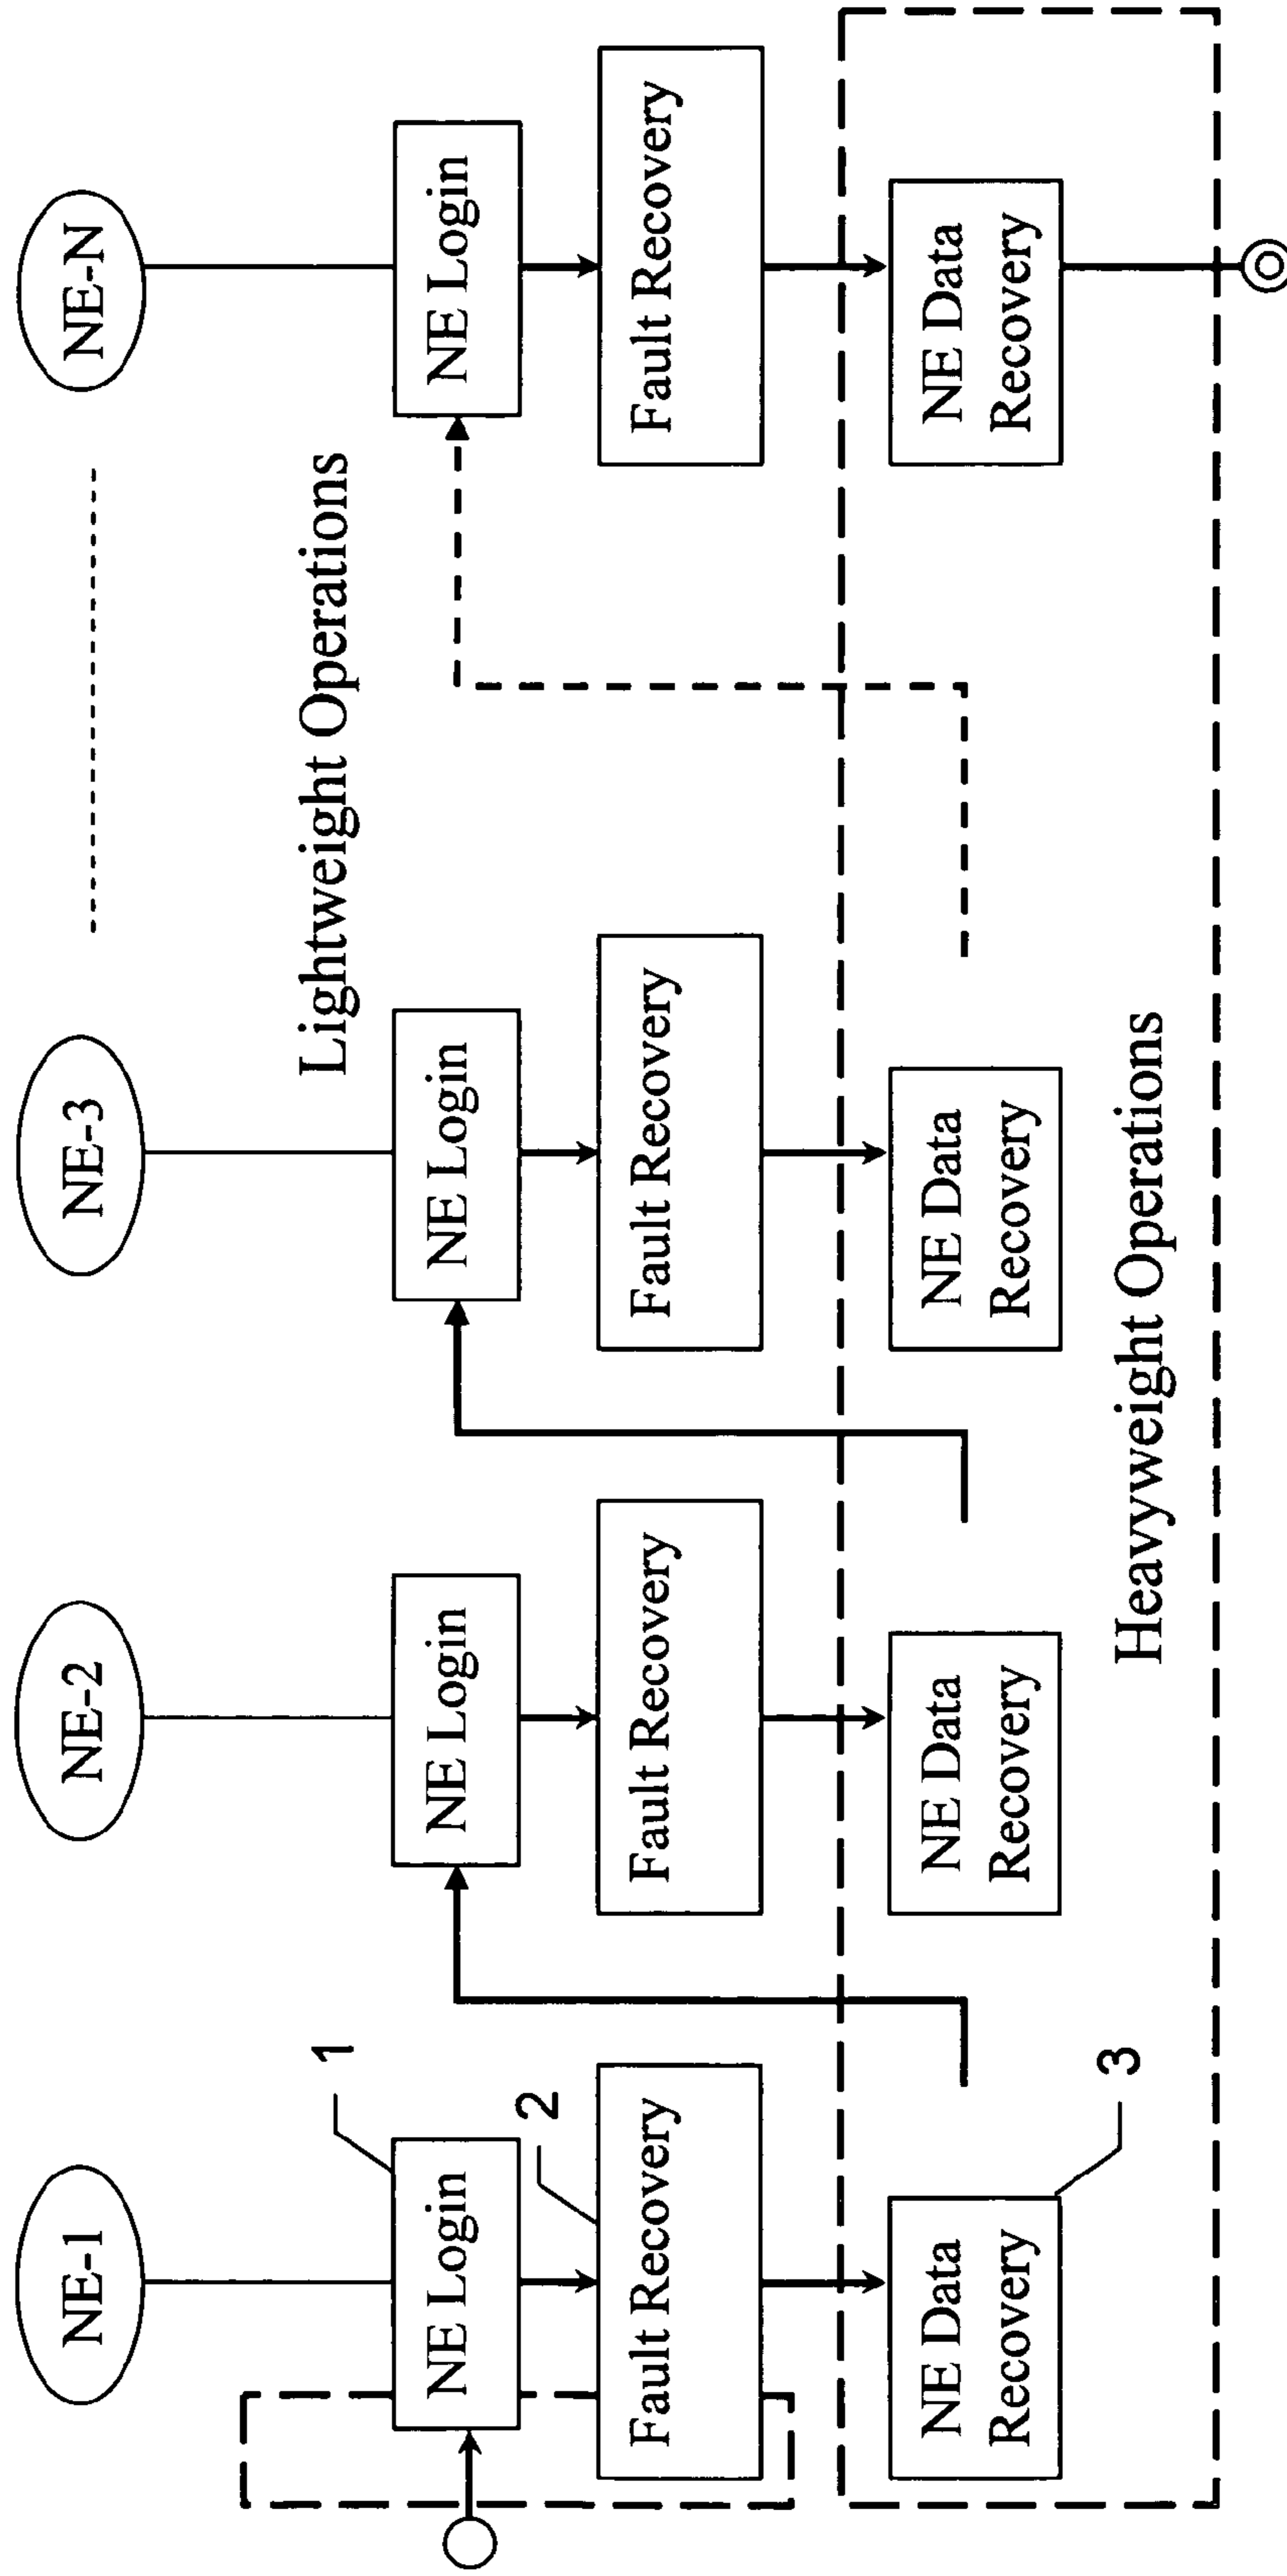 NE-1
NE-2
NE-3
NE-N
Lightweight Operations
1
NE Login
NE Login
NE Login
NE Login
2
Fault Recovery
Fault Recovery
Fault Recovery
Fault Recovery
NE Data
Recovery
NE Data
Recovery
NE Data
Recovery
NE Data
Recovery
3
Heavyweight Operations